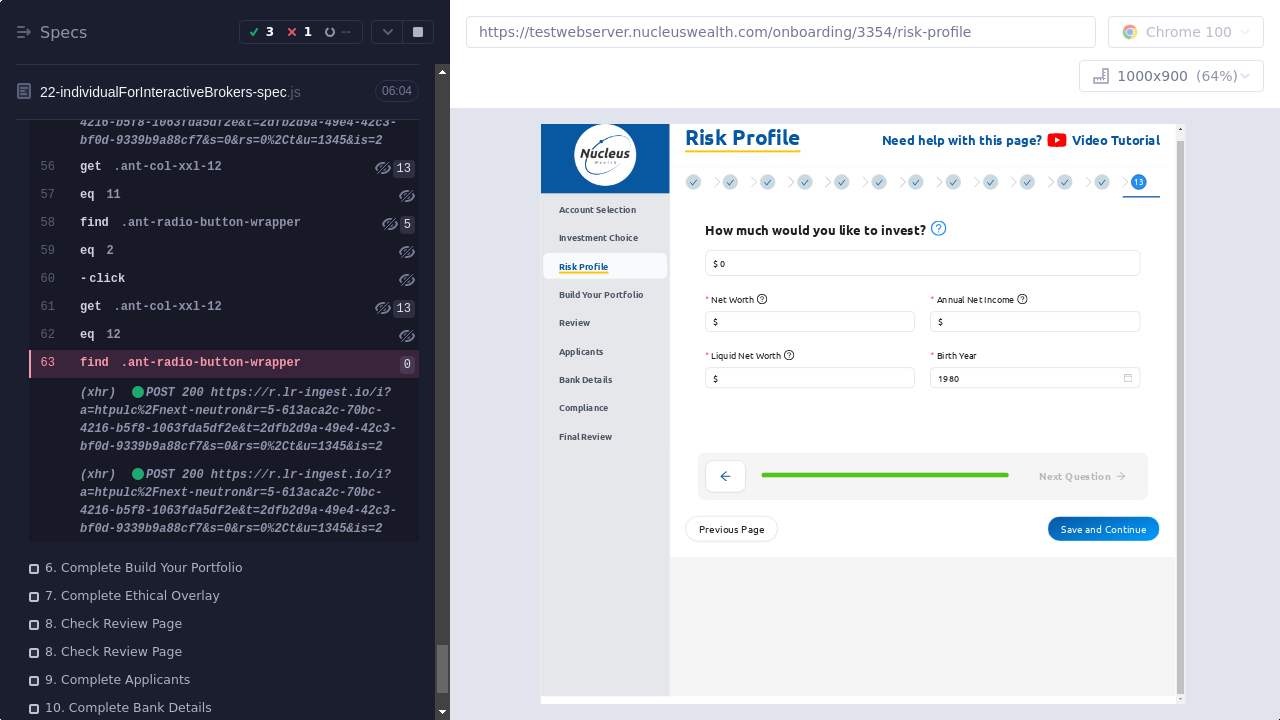 Specs
3
1
--
22-individualForInteractiveBrokers-spec.js
06:04
4216-b5f8-1063fda5df2e&t=2dfb2d9a-49e4-42c3-
bf0d-9339b9a88cf7&s=0&rs=0%2Ct&u=1345&is=2
56 get .ant-col-xxl-12 13
57 eq 11
58 find .ant-radio-button-wrapper 5
59 eq 2
60 -click
61 get .ant-col-xxl-12 13
62 eq 12
63 find .ant-radio-button-wrapper 0
(xhr) POST 200 https://r.lr-ingest.io/i?
a=htpulc%2Fnext-neutron&r=5-613aca2c-70bc-
4216-b5f8-1063fda5df2e&t=2dfb2d9a-49e4-42c3-
bf0d-9339b9a88cf7&s=0&rs=0%2Ct&u=1345&is=2
(xhr) POST 200 https://r.lr-ingest.io/i?
a=htpulc%2Fnext-neutron&r=5-613aca2c-70bc-
4216-b5f8-1063fda5df2e&t=2dfb2d9a-49e4-42c3-
bf0d-9339b9a88cf7&s=0&rs=0%2Ct&u=1345&is=2
6. Complete Build Your Portfolio
7. Complete Ethical Overlay
8. Check Review Page
8. Check Review Page
9. Complete Applicants
10. Complete Bank Details
https://testwebserver.nucleuswealth.com/onboarding/3354/risk-profile
Chrome 100
1000x900 (64%)
Nucleus
Wealth
Account Selection
Investment Choice
Risk Profile
Build Your Portfolio
Review
Applicants
Bank Details
Compliance
Final Review
Risk Profile
Need help with this page? Video Tutorial
13
How much would you like to invest?
$ 0
* Net Worth
* Annual Net Income
$
$
* Liquid Net Worth
* Birth Year
$
1980
Next Question
Previous Page
Save and Continue